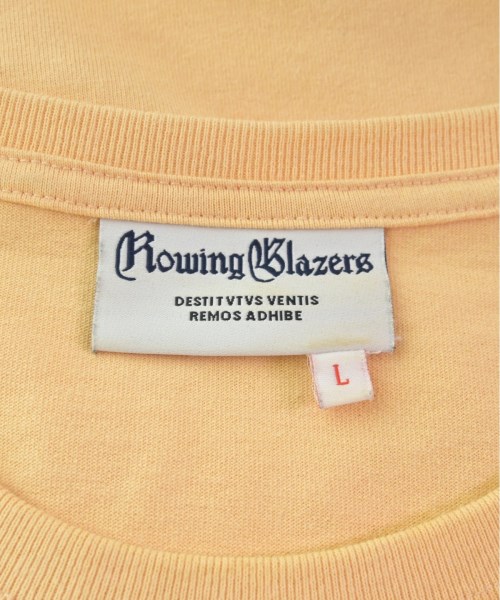 Rowing Blazers
DESTITVTVS VENTIS
REMOS ADHIBE
L